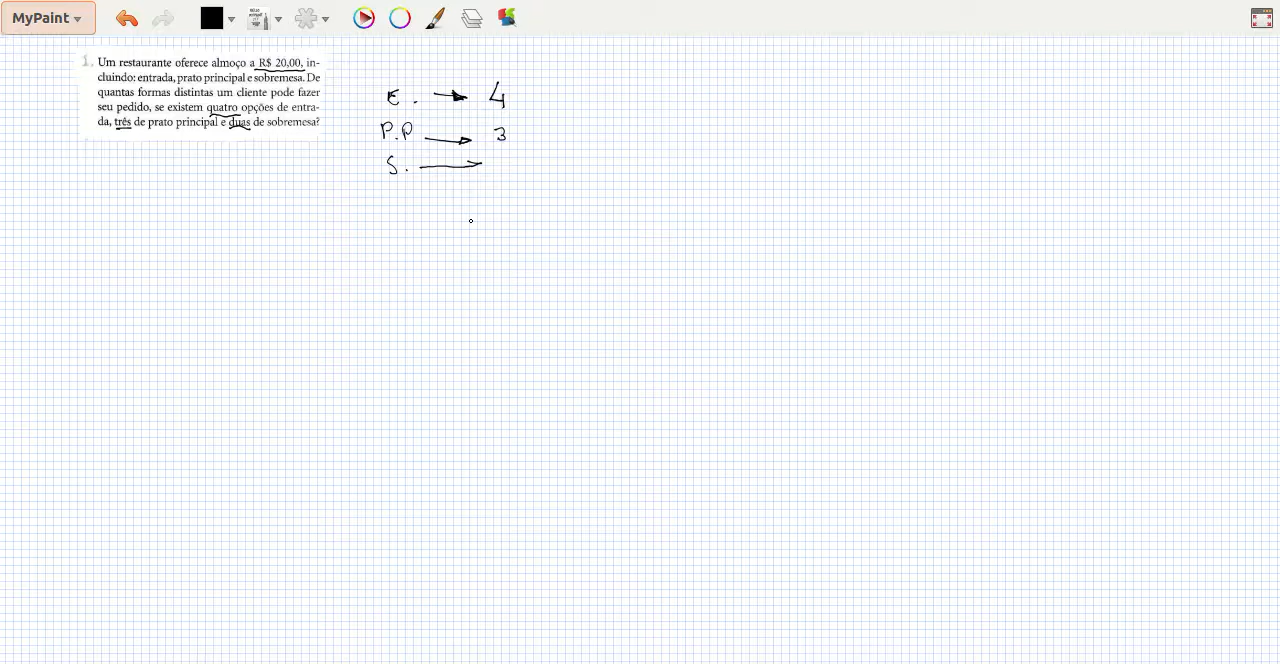 MyPaint
1. Um restaurante oferece almoço a R$ 20,00, in-
cluindo: entrada, prato principal e sobremesa. De
quantas formas distintas um cliente pode fazer
seu pedido, se existem quatro opções de entra-
da, três de prato principal e duas de sobremesa?
E. → 4
P.P → 3
S. →